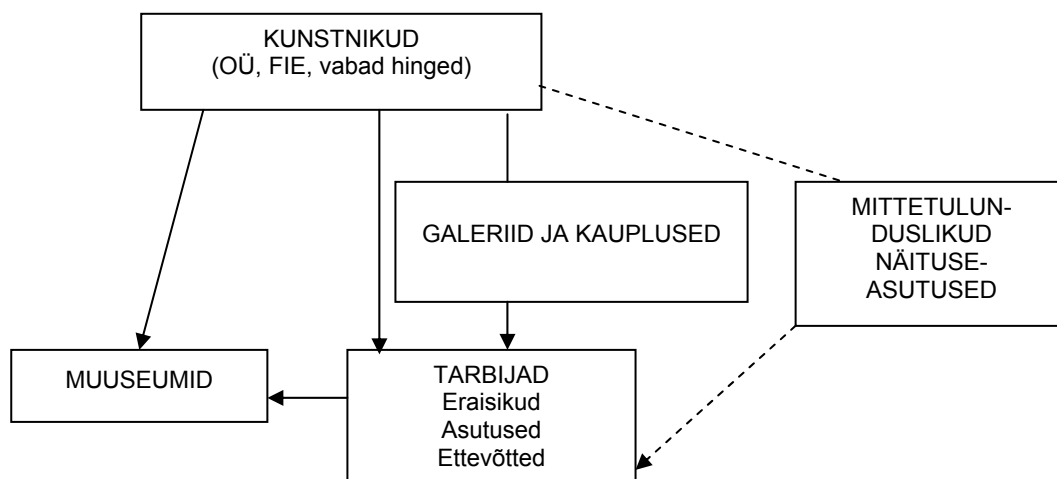 KUNSTNIKUD
(OÜ, FIE, vabad hinged)
GALERIID JA KAUPLUSED
MITTETULUN-
DUSLIKUD
NÄITUSE-
ASUTUSED
MUUSEUMID
TARBIJAD
Eraisikud
Asutused
Ettevõtted